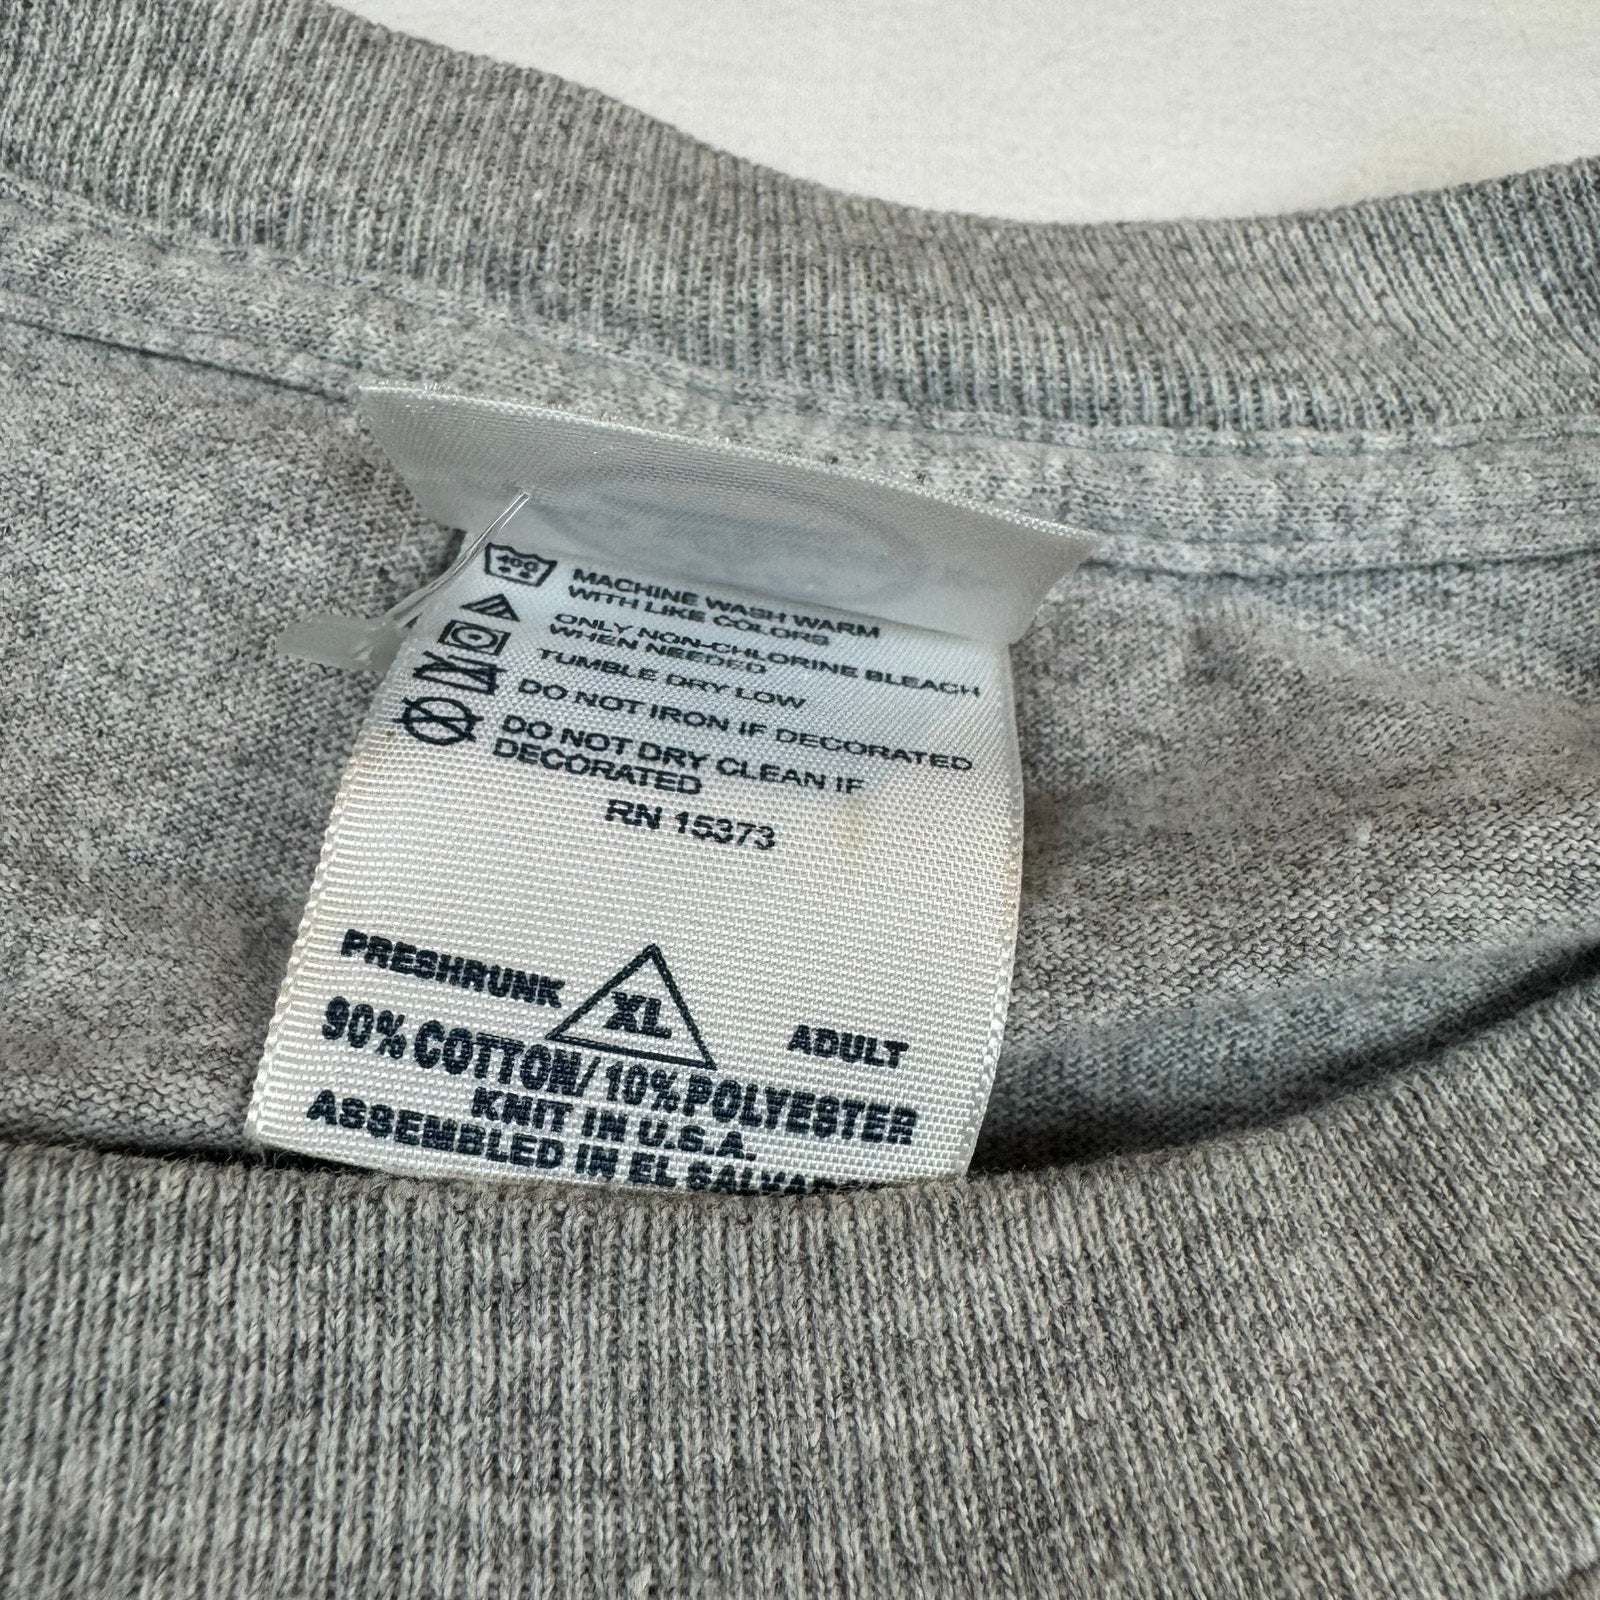 40C
MACHINE WASH WARM
WITH LIKE COLORS
ONLY NON-CHLORINE BLEACH
WHEN NEEDED
TUMBLE DRY LOW
DO NOT IRON IF DECORATED
DO NOT DRY CLEAN IF
DECORATED
RN 15373
PRESHRUNK
XL
ADULT
90% COTTON/10% POLYESTER
KNIT IN U.S.A.
ASSEMBLED IN EL